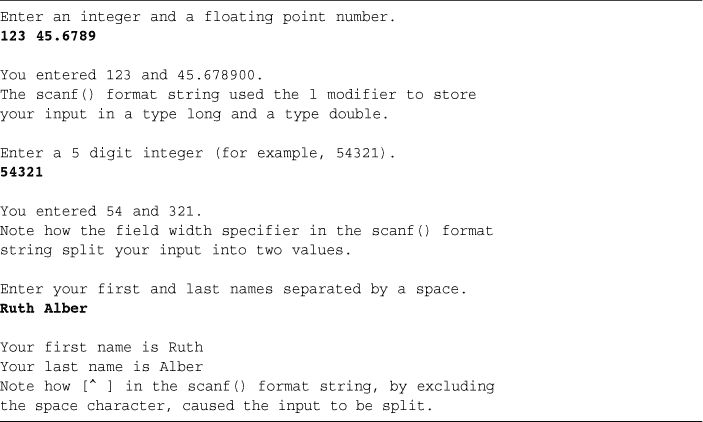 Enter an integer and a floating point number.
123 45.6789
You entered 123 and 45.678900.
The scanf() format string used the l modifier to store
your input in a type long and a type double.
Enter a 5 digit integer (for example, 54321).
54321
You entered 54 and 321.
Note how the field width specifier in the scanf() format
string split your input into two values.
Enter your first and last names separated by a space.
Ruth Alber
Your first name is Ruth
Your last name is Alber
Note how [^ ] in the scanf() format string, by excluding
the space character, caused the input to be split.